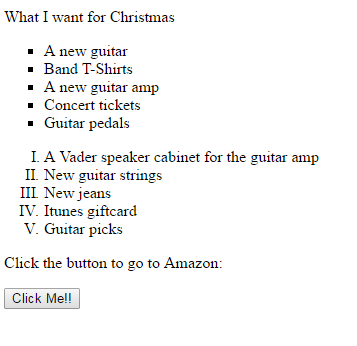 What I want for Christmas
▪ A new guitar
▪ Band T-Shirts
▪ A new guitar amp
▪ Concert tickets
▪ Guitar pedals
I. A Vader speaker cabinet for the guitar amp
II. New guitar strings
III. New jeans
IV. Itunes giftcard
V. Guitar picks
Click the button to go to Amazon:
Click Me!!